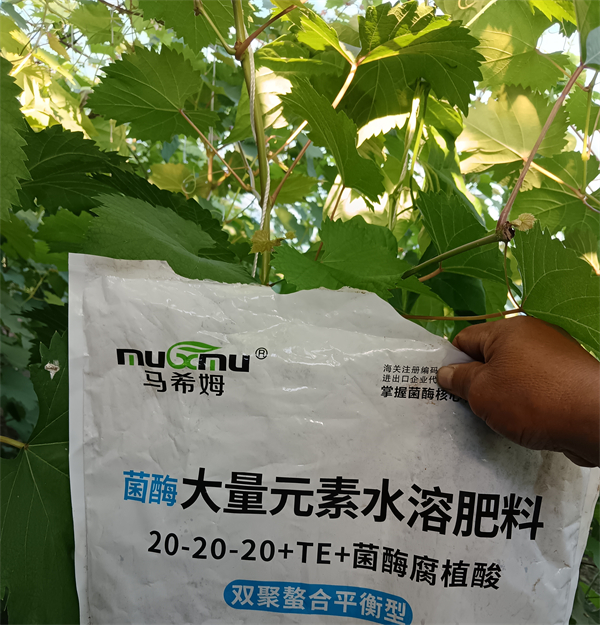 muxmu®
马希姆
海关注册编码
进出口企业代
掌握菌酶核心
菌酶大量元素水溶肥料
20-20-20+TE+菌酶腐植酸
双聚螯合平衡型